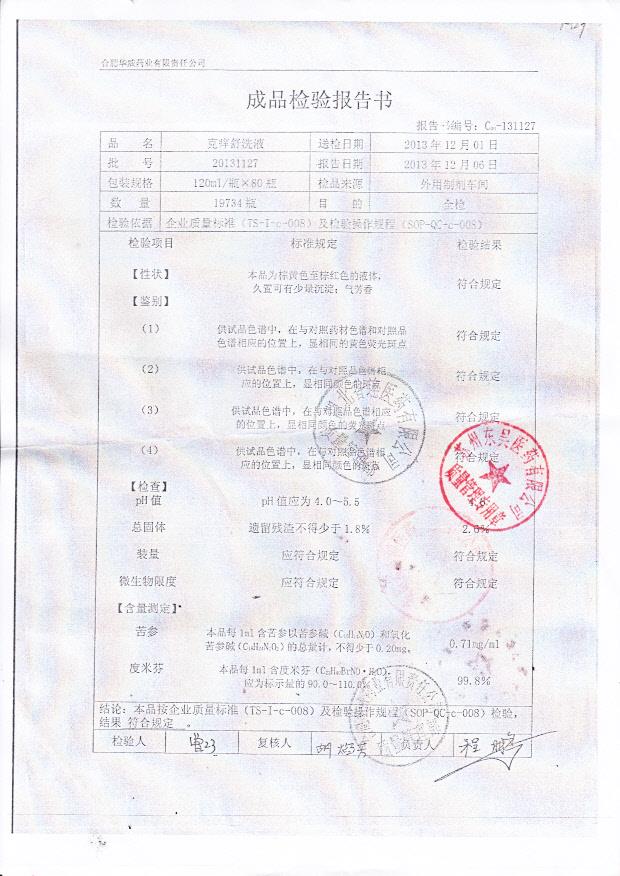 合肥华威药业有限责任公司
成品检验报告书
报告书编号：C01-131127
品 名 克痒舒洗液 送检日期 2013年12月01日
批 号 20131127 报告日期 2013年12月06日
包装规格 120ml/瓶×80瓶 检品来源 外用制剂车间
数 量 19734瓶 目 的 全检
检验依据 企业质量标准（TS-I-c-008）及检验操作规程（SOP-QC-c-008）
检验项目 标准规定 检验结果
【性状】 本品为棕黄色至棕红色的液体，
久置可有少量沉淀；气芳香 符合规定
【鉴别】
（1） 供试品色谱中，在与对照药材色谱和对照品
色谱相应的位置上，显相同的黄色荧光斑点 符合规定
（2） 供试品色谱中，在与对照品色谱相
应的位置上，显相同颜色的斑点 符合规定
（3） 供试品色谱中，在与对照品色谱相应
的位置上，显相同颜色的荧光斑点 符合规定
（4） 供试品色谱中，在与对照品色谱相
应的位置上，显相同颜色的斑点 符合规定
【检查】
pH值 pH值应为4.0~5.5
总固体 遗留残渣不得少于1.8% 2.6%
装量 应符合规定 符合规定
微生物限度 应符合规定 符合规定
【含量测定】
苦参 本品每1ml含苦参以苦参碱（C15H24N2O）和氧化
苦参碱（C15H24N2O2）的总量计，不得少于0.20mg。 0.71mg/ml
度米芬 本品每1ml含度米芬（C22H40BrNO·H2O），
应为标示量的90.0~110.0% 99.8%
结论：本品按企业质量标准（TS-I-c-008）及检验操作规程（SOP-QC-c-008）检验，
结果 符合规定 。
检验人 复核人 负责人 程
州东吴医药有限公司
质量管理专用章
医药有限公司